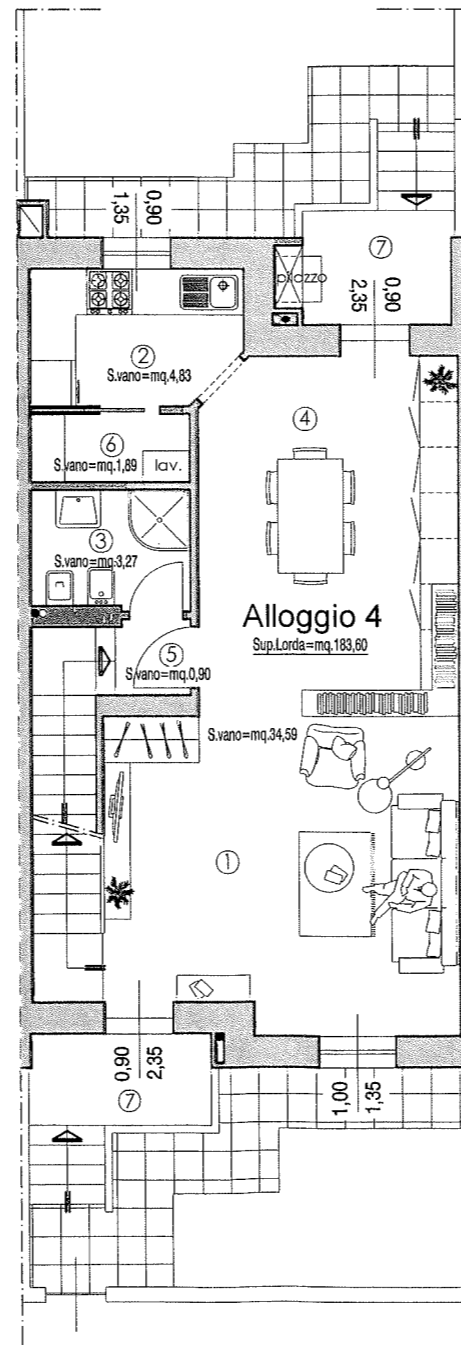 0,90
1,35
⑦
pilazzo
0,90
2,35
②
S.vano=mq.4,83
④
⑥
S.vano=mq.1,89
lav.
③
S.vano=mq.3,27
Alloggio 4
Sup.Lorda=mq.183,60
⑤
S.vano=mq.0,90
S.vano=mq.34,59
①
0,90
2,35
⑦
1,00
1,35